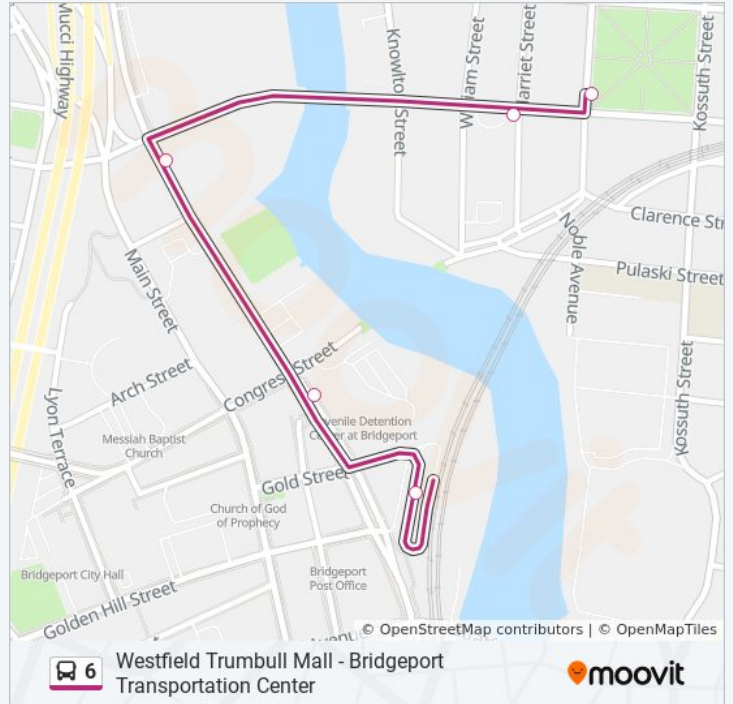 Mucci Highway
Knowlton Street
William Street
Harriet Street
Kossuth Street
Clarence Str
Noble Avenue
Pulaski Street
Main Street
Kossuth Street
Arch Street
Congress Street
Lyon Terrace
Messiah Baptist
Church
Juvenile Detention
Center at Bridgeport
Gold Street
Church of God
of Prophecy
Bridgeport City Hall
Bridgeport
Post Office
Golden Hill Street
Avenue
© OpenStreetMap contributors | © OpenMapTiles
6
Westfield Trumbull Mall - Bridgeport
Transportation Center
moovit